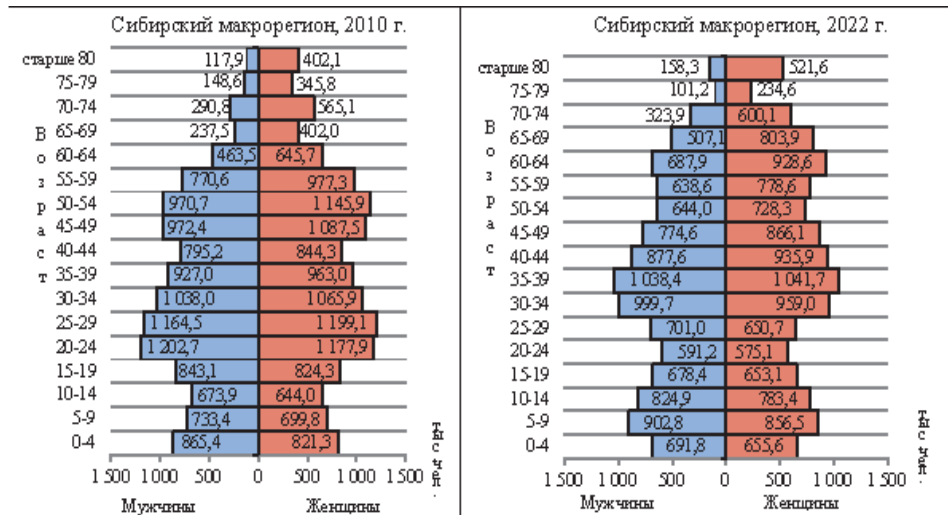 Сибирский макрорегион, 2010 г.
старше 80 117,9 402,1
75-79 148,6 345,8
70-74 290,8 565,1
65-69 237,5 402,0
60-64 463,5 645,7
55-59 770,6 977,3
50-54 970,7 1 145,9
45-49 972,4 1 087,5
40-44 795,2 844,3
35-39 927,0 963,0
30-34 1 038,0 1 065,9
25-29 1 164,5 1 199,1
20-24 1 202,7 1 177,9
15-19 843,1 824,3
10-14 673,9 644,0
5-9 733,4 699,8
0-4 865,4 821,3
1 500 1 000 500 0 500 1 000 1 500
Мужчины Женщины
Возраст
тыс. чел.
Сибирский макрорегион, 2022 г.
старше 80 158,3 521,6
75-79 101,2 234,6
70-74 323,9 600,1
65-69 507,1 803,9
60-64 687,9 928,6
55-59 638,6 778,6
50-54 644,0 728,3
45-49 774,6 866,1
40-44 877,6 935,9
35-39 1 038,4 1 041,7
30-34 999,7 959,0
25-29 701,0 650,7
20-24 591,2 575,1
15-19 678,4 653,1
10-14 824,9 783,4
5-9 902,8 856,5
0-4 691,8 655,6
1 500 1 000 500 0 500 1 000 1 500
Мужчины Женщины
Возраст
тыс. чел.